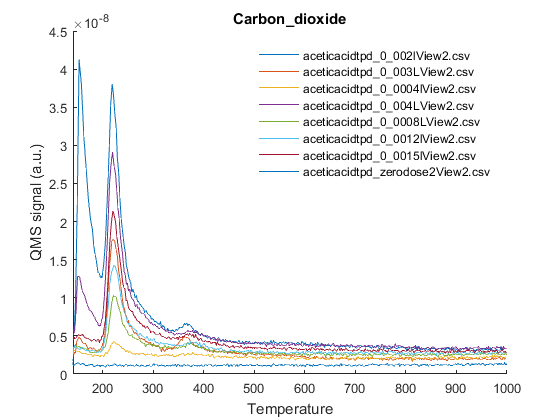 Carbon_dioxide
×10⁻⁸
4.5
4
3.5
3
2.5
2
1.5
1
0.5
0
QMS signal (a.u.)
aceticacidtpd_0_002lView2.csv
aceticacidtpd_0_003LView2.csv
aceticacidtpd_0_0004lView2.csv
aceticacidtpd_0_004LView2.csv
aceticacidtpd_0_0008LView2.csv
aceticacidtpd_0_0012lView2.csv
aceticacidtpd_0_0015lView2.csv
aceticacidtpd_zerodose2View2.csv
200 300 400 500 600 700 800 900 1000
Temperature